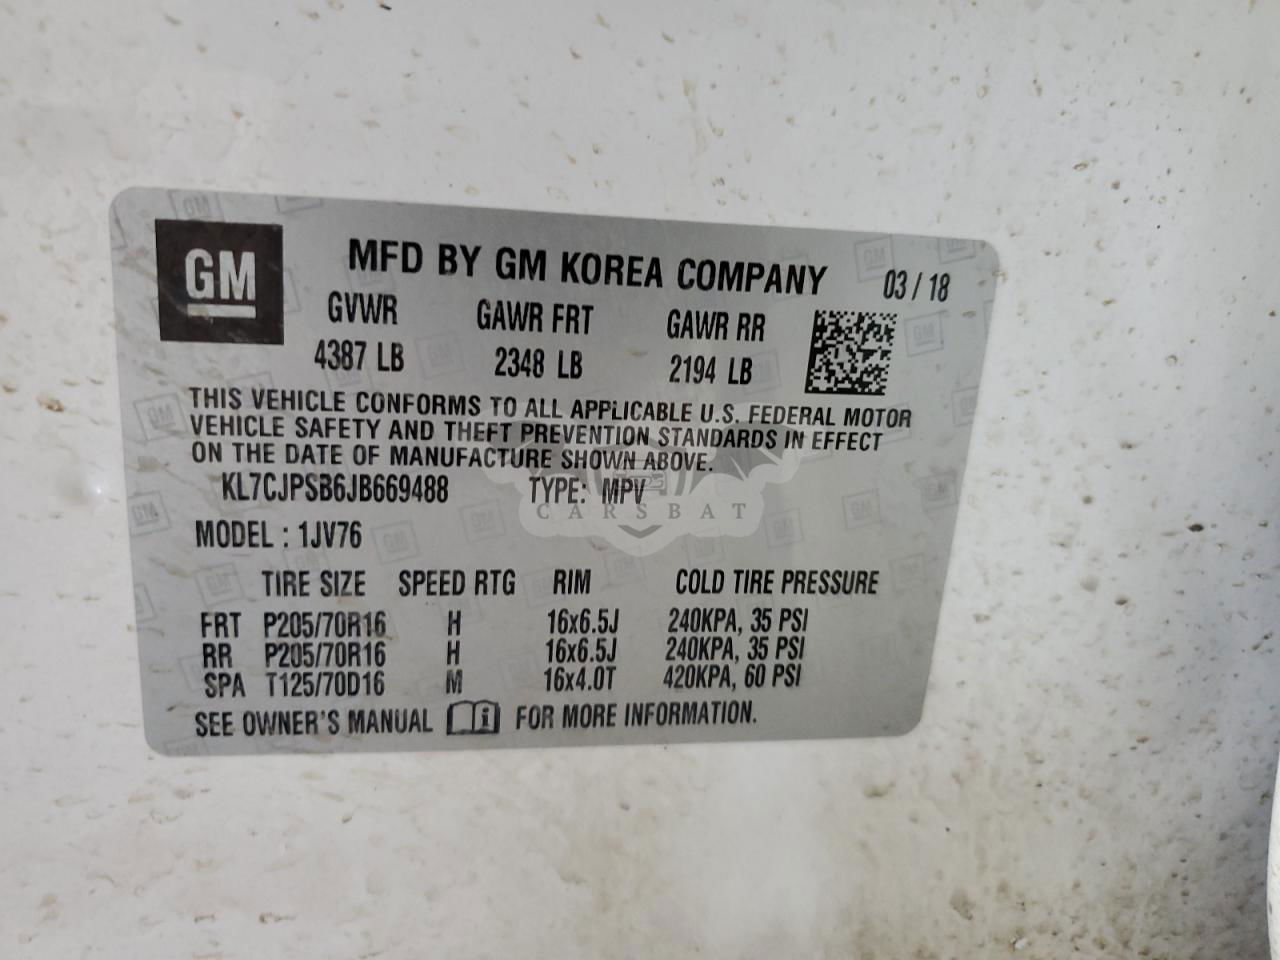 GM
MFD BY GM KOREA COMPANY 03 / 18
GVWR GAWR FRT GAWR RR
4387 LB 2348 LB 2194 LB
THIS VEHICLE CONFORMS TO ALL APPLICABLE U.S. FEDERAL MOTOR
VEHICLE SAFETY AND THEFT PREVENTION STANDARDS IN EFFECT
ON THE DATE OF MANUFACTURE SHOWN ABOVE.
KL7CJPSB6JB669488 TYPE: MPV
CARSBAT
MODEL : 1JV76
TIRE SIZE SPEED RTG RIM COLD TIRE PRESSURE
FRT P205/70R16 H 16x6.5J 240KPA, 35 PSI
RR P205/70R16 H 16x6.5J 240KPA, 35 PSI
SPA T125/70D16 M 16x4.0T 420KPA, 60 PSI
SEE OWNER'S MANUAL FOR MORE INFORMATION.